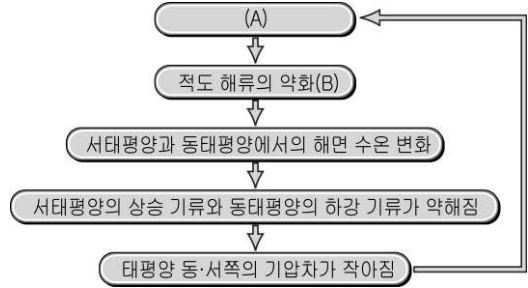 (A)
적도 해류의 약화(B)
서태평양과 동태평양에서의 해면 수온 변화
서태평양의 상승 기류와 동태평양의 하강 기류가 약해짐
태평양 동·서쪽의 기압차가 작아짐